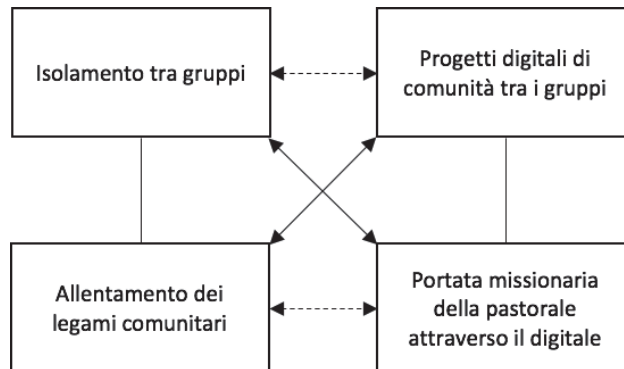 Isolamento tra gruppi
Progetti digitali di
comunità tra i gruppi
Allentamento dei
legami comunitari
Portata missionaria
della pastorale
attraverso il digitale